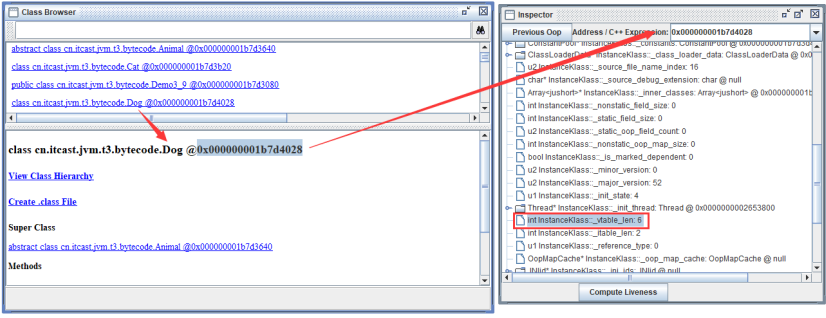 Class Browser
abstract class cn.itcast.jvm.t3.bytecode.Animal @0x000000001b7d3640
class cn.itcast.jvm.t3.bytecode.Cat @0x000000001b7d3b20
public class cn.itcast.jvm.t3.bytecode.Demo3_9 @0x000000001b7d3080
class cn.itcast.jvm.t3.bytecode.Dog @0x000000001b7d4028
class cn.itcast.jvm.t3.bytecode.Dog @0x000000001b7d4028
View Class Hierarchy
Create .class File
Super Class
abstract class cn.itcast.jvm.t3.bytecode.Animal @0x000000001b7d3640
Methods
Inspector
Previous Oop Address / C++ Expression: 0x000000001b7d4028
ConstantPool* InstanceKlass::_constants: ConstantPool @
ClassLoaderData* InstanceKlass::_class_loader_data: ClassLoaderData @
u2 InstanceKlass::_source_file_name_index: 16
char* InstanceKlass::_source_debug_extension: char @ null
Array<jushort>* InstanceKlass::_inner_classes: Array<jushort> @ 0x000000001b
int InstanceKlass::_nonstatic_field_size: 0
int InstanceKlass::_static_field_size: 0
u2 InstanceKlass::_static_oop_field_count: 0
int InstanceKlass::_nonstatic_oop_map_size: 0
bool InstanceKlass::_is_marked_dependent: 0
u2 InstanceKlass::_minor_version: 0
u2 InstanceKlass::_major_version: 52
u1 InstanceKlass::_init_state: 4
Thread* InstanceKlass::_init_thread: Thread @ 0x0000000002653800
int InstanceKlass::_vtable_len: 6
int InstanceKlass::_itable_len: 2
u1 InstanceKlass::_reference_type: 0
OopMapCache* InstanceKlass::_oop_map_cache: OopMapCache @ null
JNIid* InstanceKlass::_jni_ids: JNIid @ null
Compute Liveness